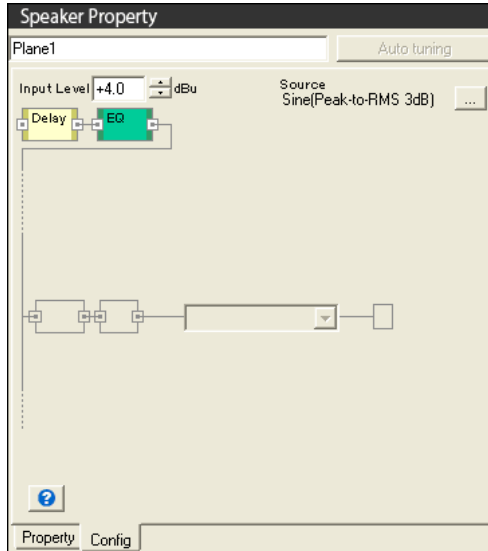 Speaker Property
Plane1
Auto tuning
Input Level +4.0 dBu
Source
Sine(Peak-to-RMS 3dB)
...
Delay
EQ
?
Property
Config